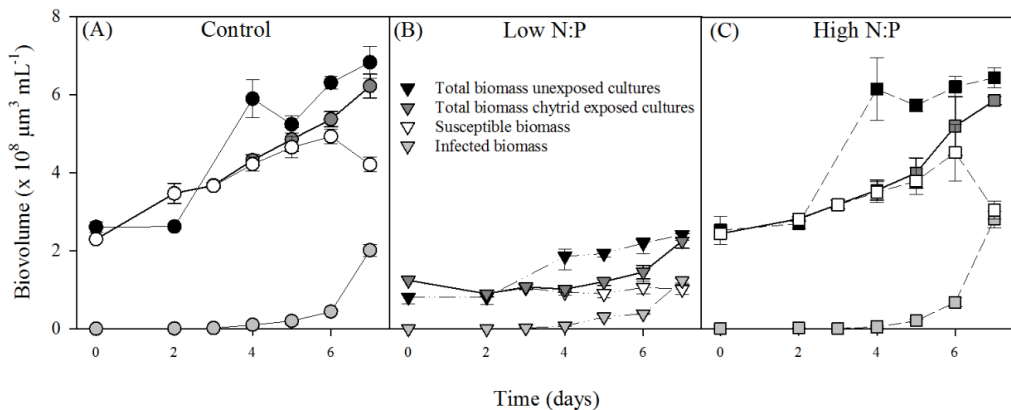 (A) Control
(B) Low N:P
(C) High N:P
Biovolume (x 10⁸ µm³ mL⁻¹)
8
6
4
2
0
Total biomass unexposed cultures
Total biomass chytrid exposed cultures
Susceptible biomass
Infected biomass
0 2 4 6 0 2 4 6 0 2 4 6
Time (days)